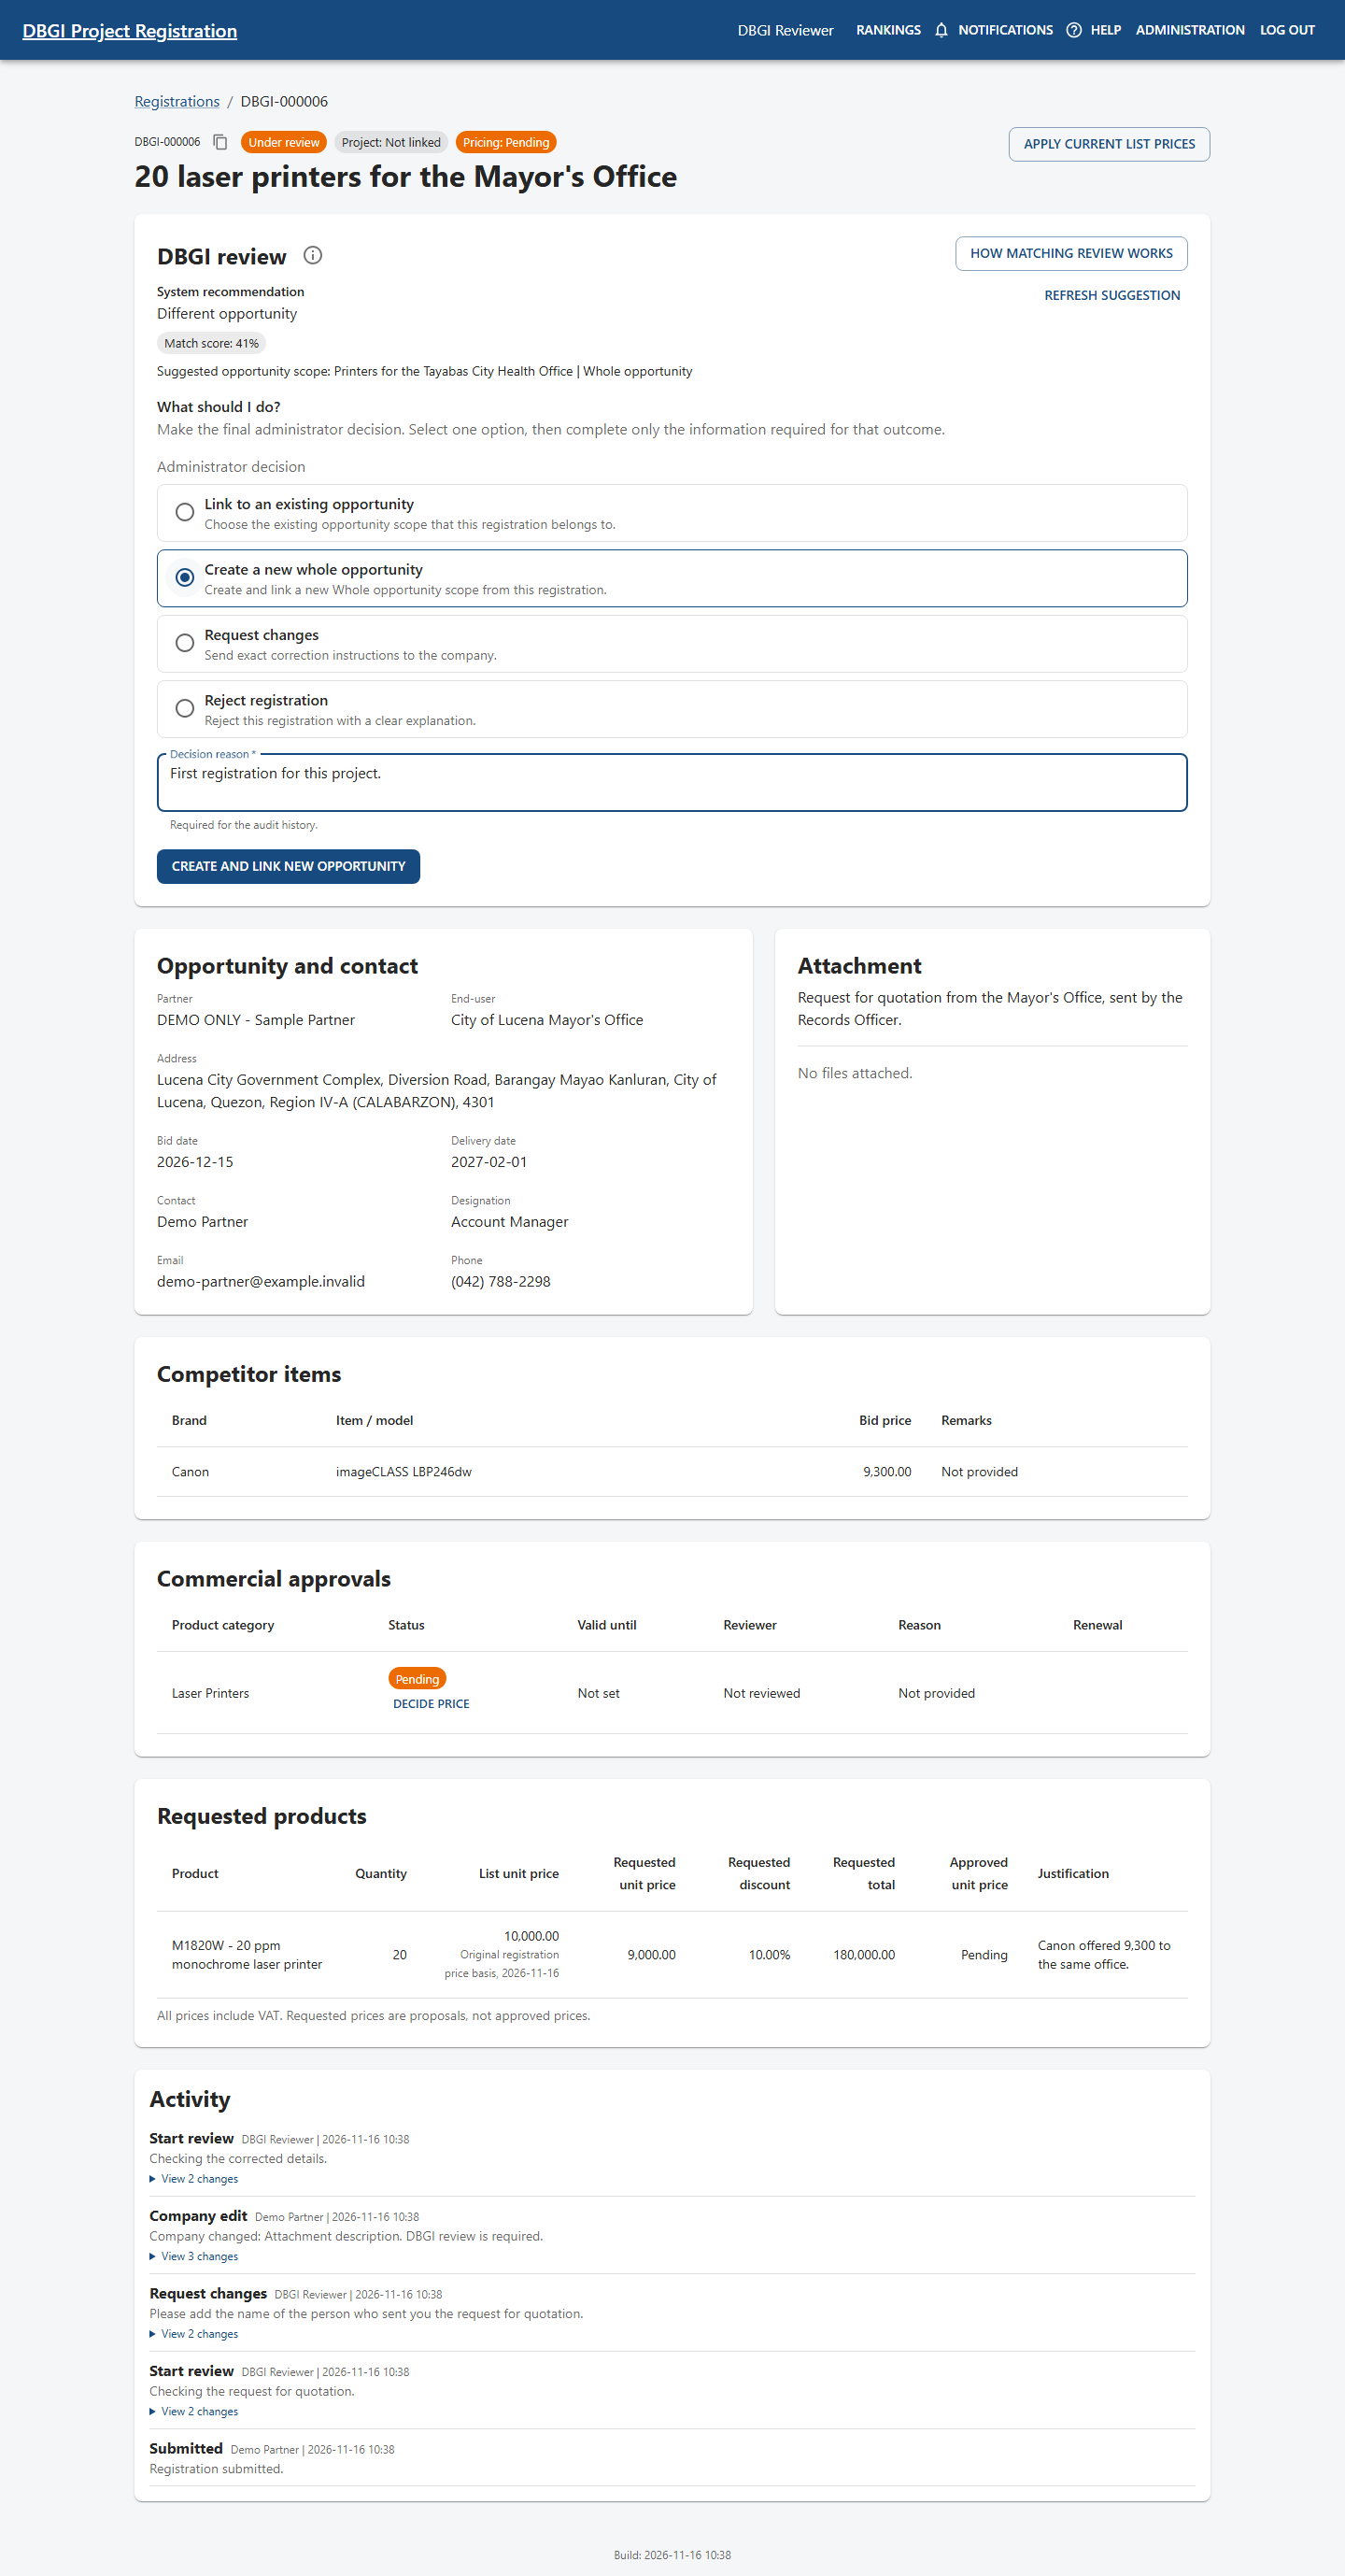 DBGI Project Registration
DBGI Reviewer
RANKINGS
NOTIFICATIONS
HELP
ADMINISTRATION
LOG OUT
Registrations / DBGI-000006
DBGI-000006
Under review
Project: Not linked
Pricing: Pending
APPLY CURRENT LIST PRICES
20 laser printers for the Mayor's Office
DBGI review
HOW MATCHING REVIEW WORKS
System recommendation
REFRESH SUGGESTION
Different opportunity
Match score: 41%
Suggested opportunity scope: Printers for the Tayabas City Health Office | Whole opportunity
What should I do?
Make the final administrator decision. Select one option, then complete only the information required for that outcome.
Administrator decision
Link to an existing opportunity
Choose the existing opportunity scope that this registration belongs to.
Create a new whole opportunity
Create and link a new Whole opportunity scope from this registration.
Request changes
Send exact correction instructions to the company.
Reject registration
Reject this registration with a clear explanation.
Decision reason *
First registration for this project.
Required for the audit history.
CREATE AND LINK NEW OPPORTUNITY
Opportunity and contact
Partner
DEMO ONLY - Sample Partner
End-user
City of Lucena Mayor's Office
Address
Lucena City Government Complex, Diversion Road, Barangay Mayao Kanluran, City of
Lucena, Quezon, Region IV-A (CALABARZON), 4301
Bid date
2026-12-15
Delivery date
2027-02-01
Contact
Demo Partner
Designation
Account Manager
Email
demo-partner@example.invalid
Phone
(042) 788-2298
Attachment
Request for quotation from the Mayor's Office, sent by the
Records Officer.
No files attached.
Competitor items
Brand Item / model Bid price Remarks
Canon imageCLASS LBP246dw 9,300.00 Not provided
Commercial approvals
Product category Status Valid until Reviewer Reason Renewal
Laser Printers
Pending
DECIDE PRICE
Not set
Not reviewed
Not provided
Requested products
Product
Quantity
List unit price
Requested
unit price
Requested
discount
Requested
total
Approved
unit price
Justification
M1820W - 20 ppm
monochrome laser printer
20
10,000.00
Original registration
price basis, 2026-11-16
9,000.00
10.00%
180,000.00
Pending
Canon offered 9,300 to
the same office.
All prices include VAT. Requested prices are proposals, not approved prices.
Activity
Start review DBGI Reviewer | 2026-11-16 10:38
Checking the corrected details.
View 2 changes
Company edit Demo Partner | 2026-11-16 10:38
Company changed: Attachment description. DBGI review is required.
View 3 changes
Request changes DBGI Reviewer | 2026-11-16 10:38
Please add the name of the person who sent you the request for quotation.
View 2 changes
Start review DBGI Reviewer | 2026-11-16 10:38
Checking the request for quotation.
View 2 changes
Submitted Demo Partner | 2026-11-16 10:38
Registration submitted.
Build: 2026-11-16 10:38